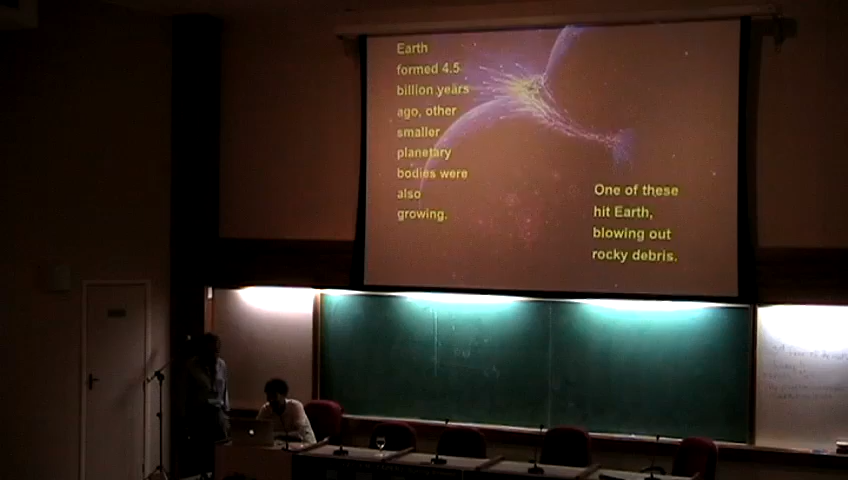 Earth
formed 4.5
billion years
ago, other
smaller
planetary
bodies were
also
growing.
One of these
hit Earth,
blowing out
rocky debris.